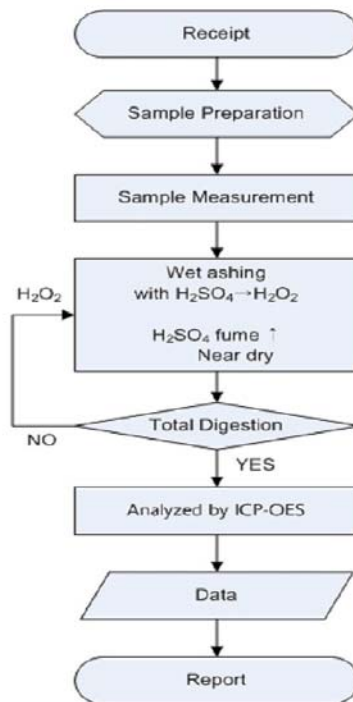 Receipt
Sample Preparation
Sample Measurement
H₂O₂
Wet ashing
with H₂SO₄→H₂O₂
H₂SO₄ fume ↑
Near dry
Total Digestion
NO
YES
Analyzed by ICP-OES
Data
Report